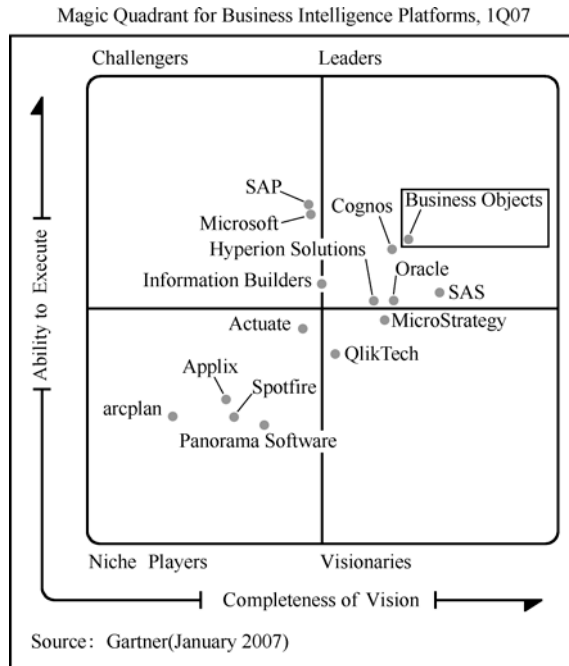 Magic Quadrant for Business Intelligence Platforms, 1Q07
Challengers
Leaders
SAP
Microsoft
Cognos
Business Objects
Hyperion Solutions
Oracle
Information Builders
SAS
Actuate
MicroStrategy
QlikTech
Applix
Spotfire
arcplan
Panorama Software
Niche Players
Visionaries
Ability to Execute
Completeness of Vision
Source: Gartner(January 2007)